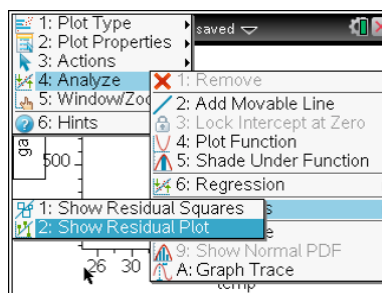 1: Plot Type
saved
2: Plot Properties
3: Actions
4: Analyze
1: Remove
5: Window/Zoo
2: Add Movable Line
6: Hints
3: Lock Intercept at Zero
4: Plot Function
ga
500
5: Shade Under Function
6: Regression
s
1: Show Residual Squares
2: Show Residual Plot
e
9: Show Normal PDF
26 30
A: Graph Trace
temp